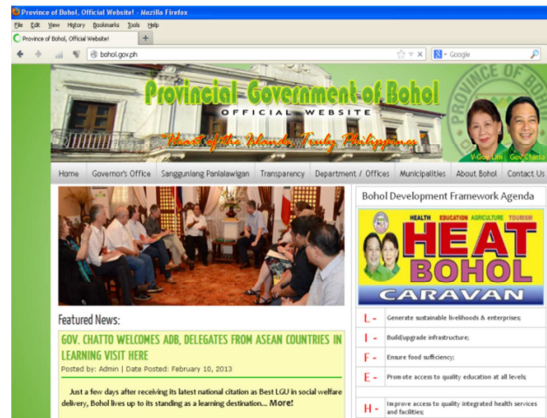 Province of Bohol, Official Website! - Mozilla Firefox
File Edit View History Bookmarks Tools Help
Province of Bohol, Official Website! +
bohol.gov.ph
Google
Provincial Government of Bohol
OFFICIAL WEBSITE
"Heart of the Islands, Truly Philippines
PROVINCE OF BOHOL
V-Gov Lim Gov Chatto
Home Governor's Office Sangguniang Panlalawigan Transparency Department / Offices Municipalities About Bohol Contact Us
Bohol Development Framework Agenda
HEALTH EDUCATION AGRICULTURE TOURISM
HEAT
BOHOL
CARAVAN
Featured News:
GOV. CHATTO WELCOMES ADB, DELEGATES FROM ASEAN COUNTRIES IN
LEARNING VISIT HERE
Posted by: Admin | Date Posted: February 10, 2013
Just a few days after receiving its latest national citation as Best LGU in social welfare
delivery, Bohol lives up to its standing as a learning destination... More!
L - Generate sustainable livelihoods & enterprises;
I - Build/upgrade infrastructure;
F - Ensure food sufficiency;
E - Promote access to quality education at all levels;
H - Improve access to quality integrated health services
and facilities;